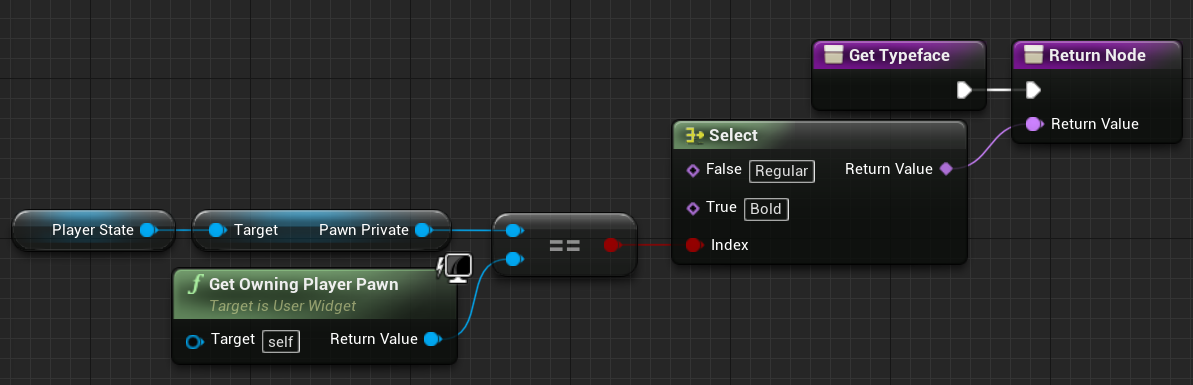 Get Typeface
Return Node
Return Value
Select
False Regular Return Value
True Bold
Index
Player State
Target Pawn Private
==
f Get Owning Player Pawn
Target is User Widget
Target self Return Value